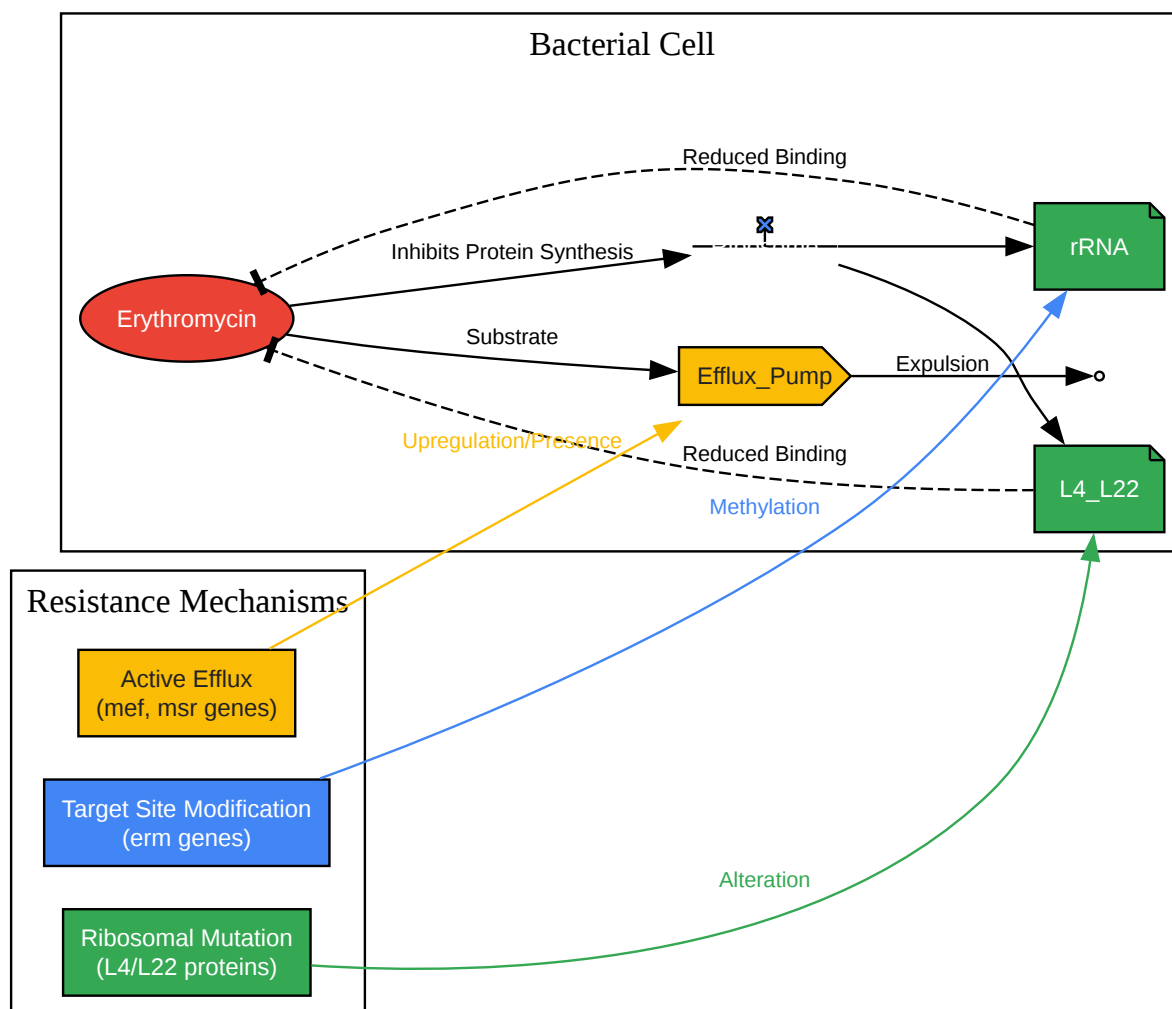 Bacterial Cell
Reduced Binding
Inhibits Protein Synthesis
rRNA
Erythromycin
Substrate
Efflux_Pump
Expulsion
Upregulation/Presence
Reduced Binding
L4_L22
Methylation
Resistance Mechanisms
Active Efflux
(mef, msr genes)
Target Site Modification
(erm genes)
Alteration
Ribosomal Mutation
(L4/L22 proteins)